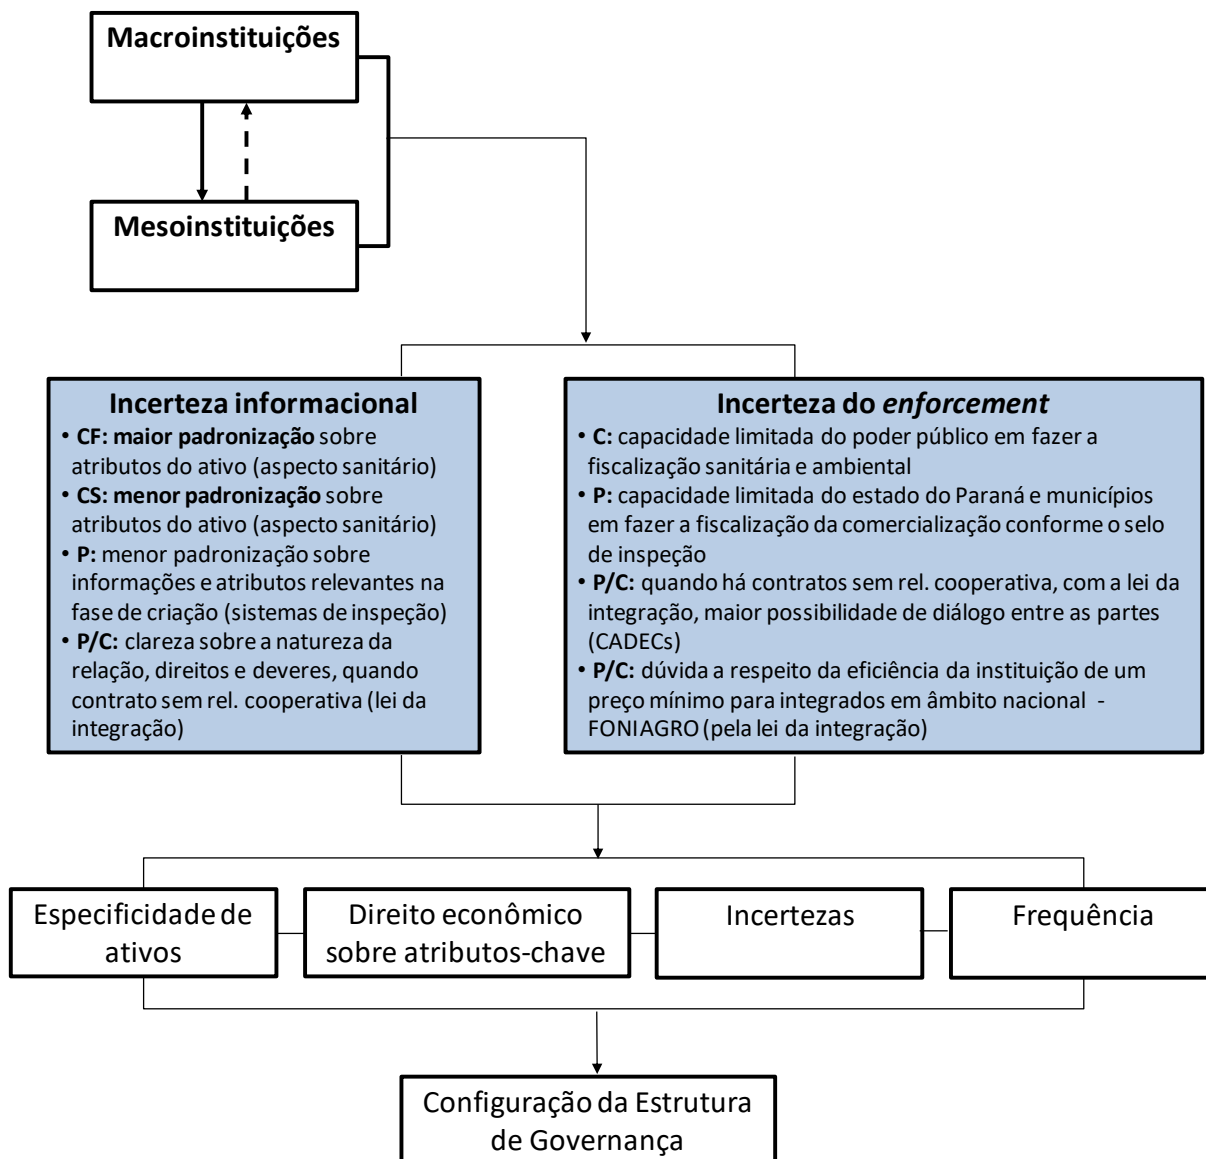 Macroinstituições
Mesoinstituições
Incerteza informacional
• CF: maior padronização sobre
atributos do ativo (aspecto sanitário)
• CS: menor padronização sobre
atributos do ativo (aspecto sanitário)
• P: menor padronização sobre
informações e atributos relevantes na
fase de criação (sistemas de inspeção)
• P/C: clareza sobre a natureza da
relação, direitos e deveres, quando
contrato sem rel. cooperativa (lei da
integração)
Incerteza do enforcement
• C: capacidade limitada do poder público em fazer a
fiscalização sanitária e ambiental
• P: capacidade limitada do estado do Paraná e municípios
em fazer a fiscalização da comercialização conforme o selo
de inspeção
• P/C: quando há contratos sem rel. cooperativa, com a lei da
integração, maior possibilidade de diálogo entre as partes
(CADECs)
• P/C: dúvida a respeito da eficiência da instituição de um
preço mínimo para integrados em âmbito nacional -
FONIAGRO (pela lei da integração)
Especificidade de
ativos
Direito econômico
sobre atributos-chave
Incertezas
Frequência
Configuração da Estrutura
de Governança